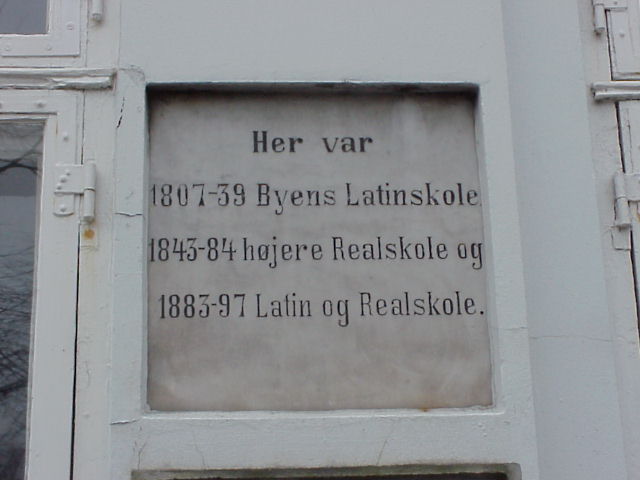 Her var
1807-39 Byens Latinskole
1843-84 højere Realskole og
1883-97 Latin og Realskole.